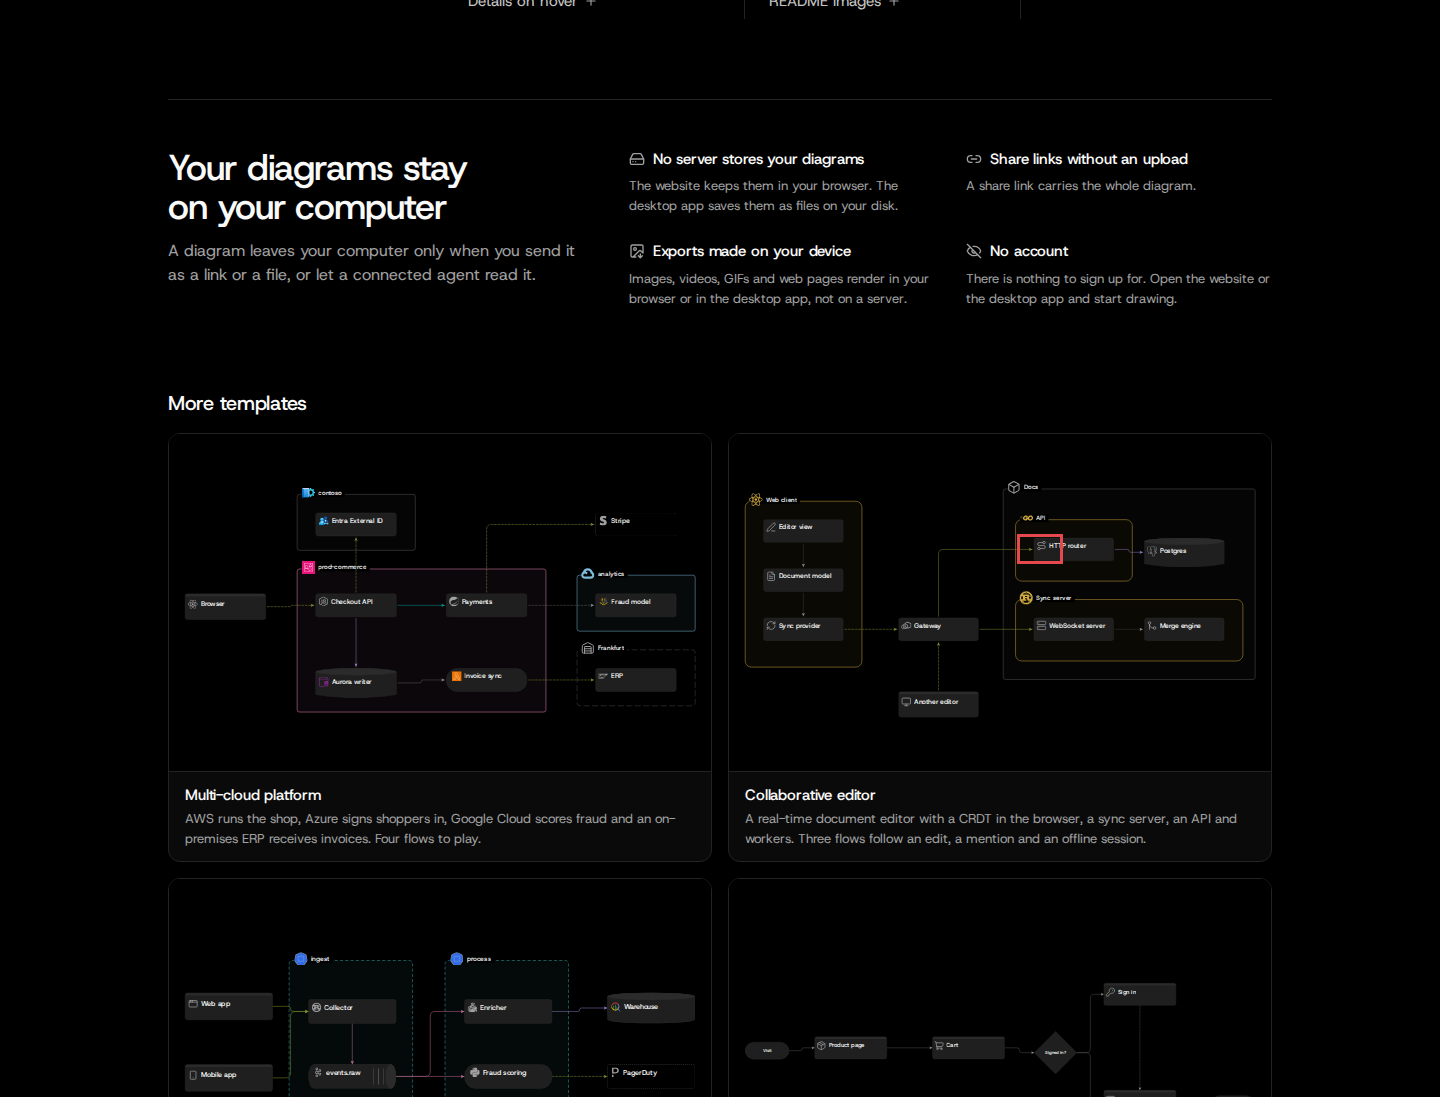 Details on hover +
README images +
Your diagrams stay
on your computer
A diagram leaves your computer only when you send it
as a link or a file, or let a connected agent read it.
No server stores your diagrams
The website keeps them in your browser. The
desktop app saves them as files on your disk.
Share links without an upload
A share link carries the whole diagram.
Exports made on your device
Images, videos, GIFs and web pages render in your
browser or in the desktop app, not on a server.
No account
There is nothing to sign up for. Open the website or
the desktop app and start drawing.
More templates
contoso
Entra External ID
Stripe
prod-commerce
analytics
Browser
Checkout API
Payments
Fraud model
Frankfurt
Aurora writer
Invoice sync
ERP
Multi-cloud platform
AWS runs the shop, Azure signs shoppers in, Google Cloud scores fraud and an on-
premises ERP receives invoices. Four flows to play.
Docs
Web client
API
Editor view
HTTP router
Postgres
Document model
Sync server
Sync provider
Gateway
WebSocket server
Merge engine
Another editor
Collaborative editor
A real-time document editor with a CRDT in the browser, a sync server, an API and
workers. Three flows follow an edit, a mention and an offline session.
ingest
process
Web app
Collector
Enricher
Warehouse
Mobile app
events.raw
Fraud scoring
PagerDuty
Sign in
Visit
Product page
Cart
Signed in?